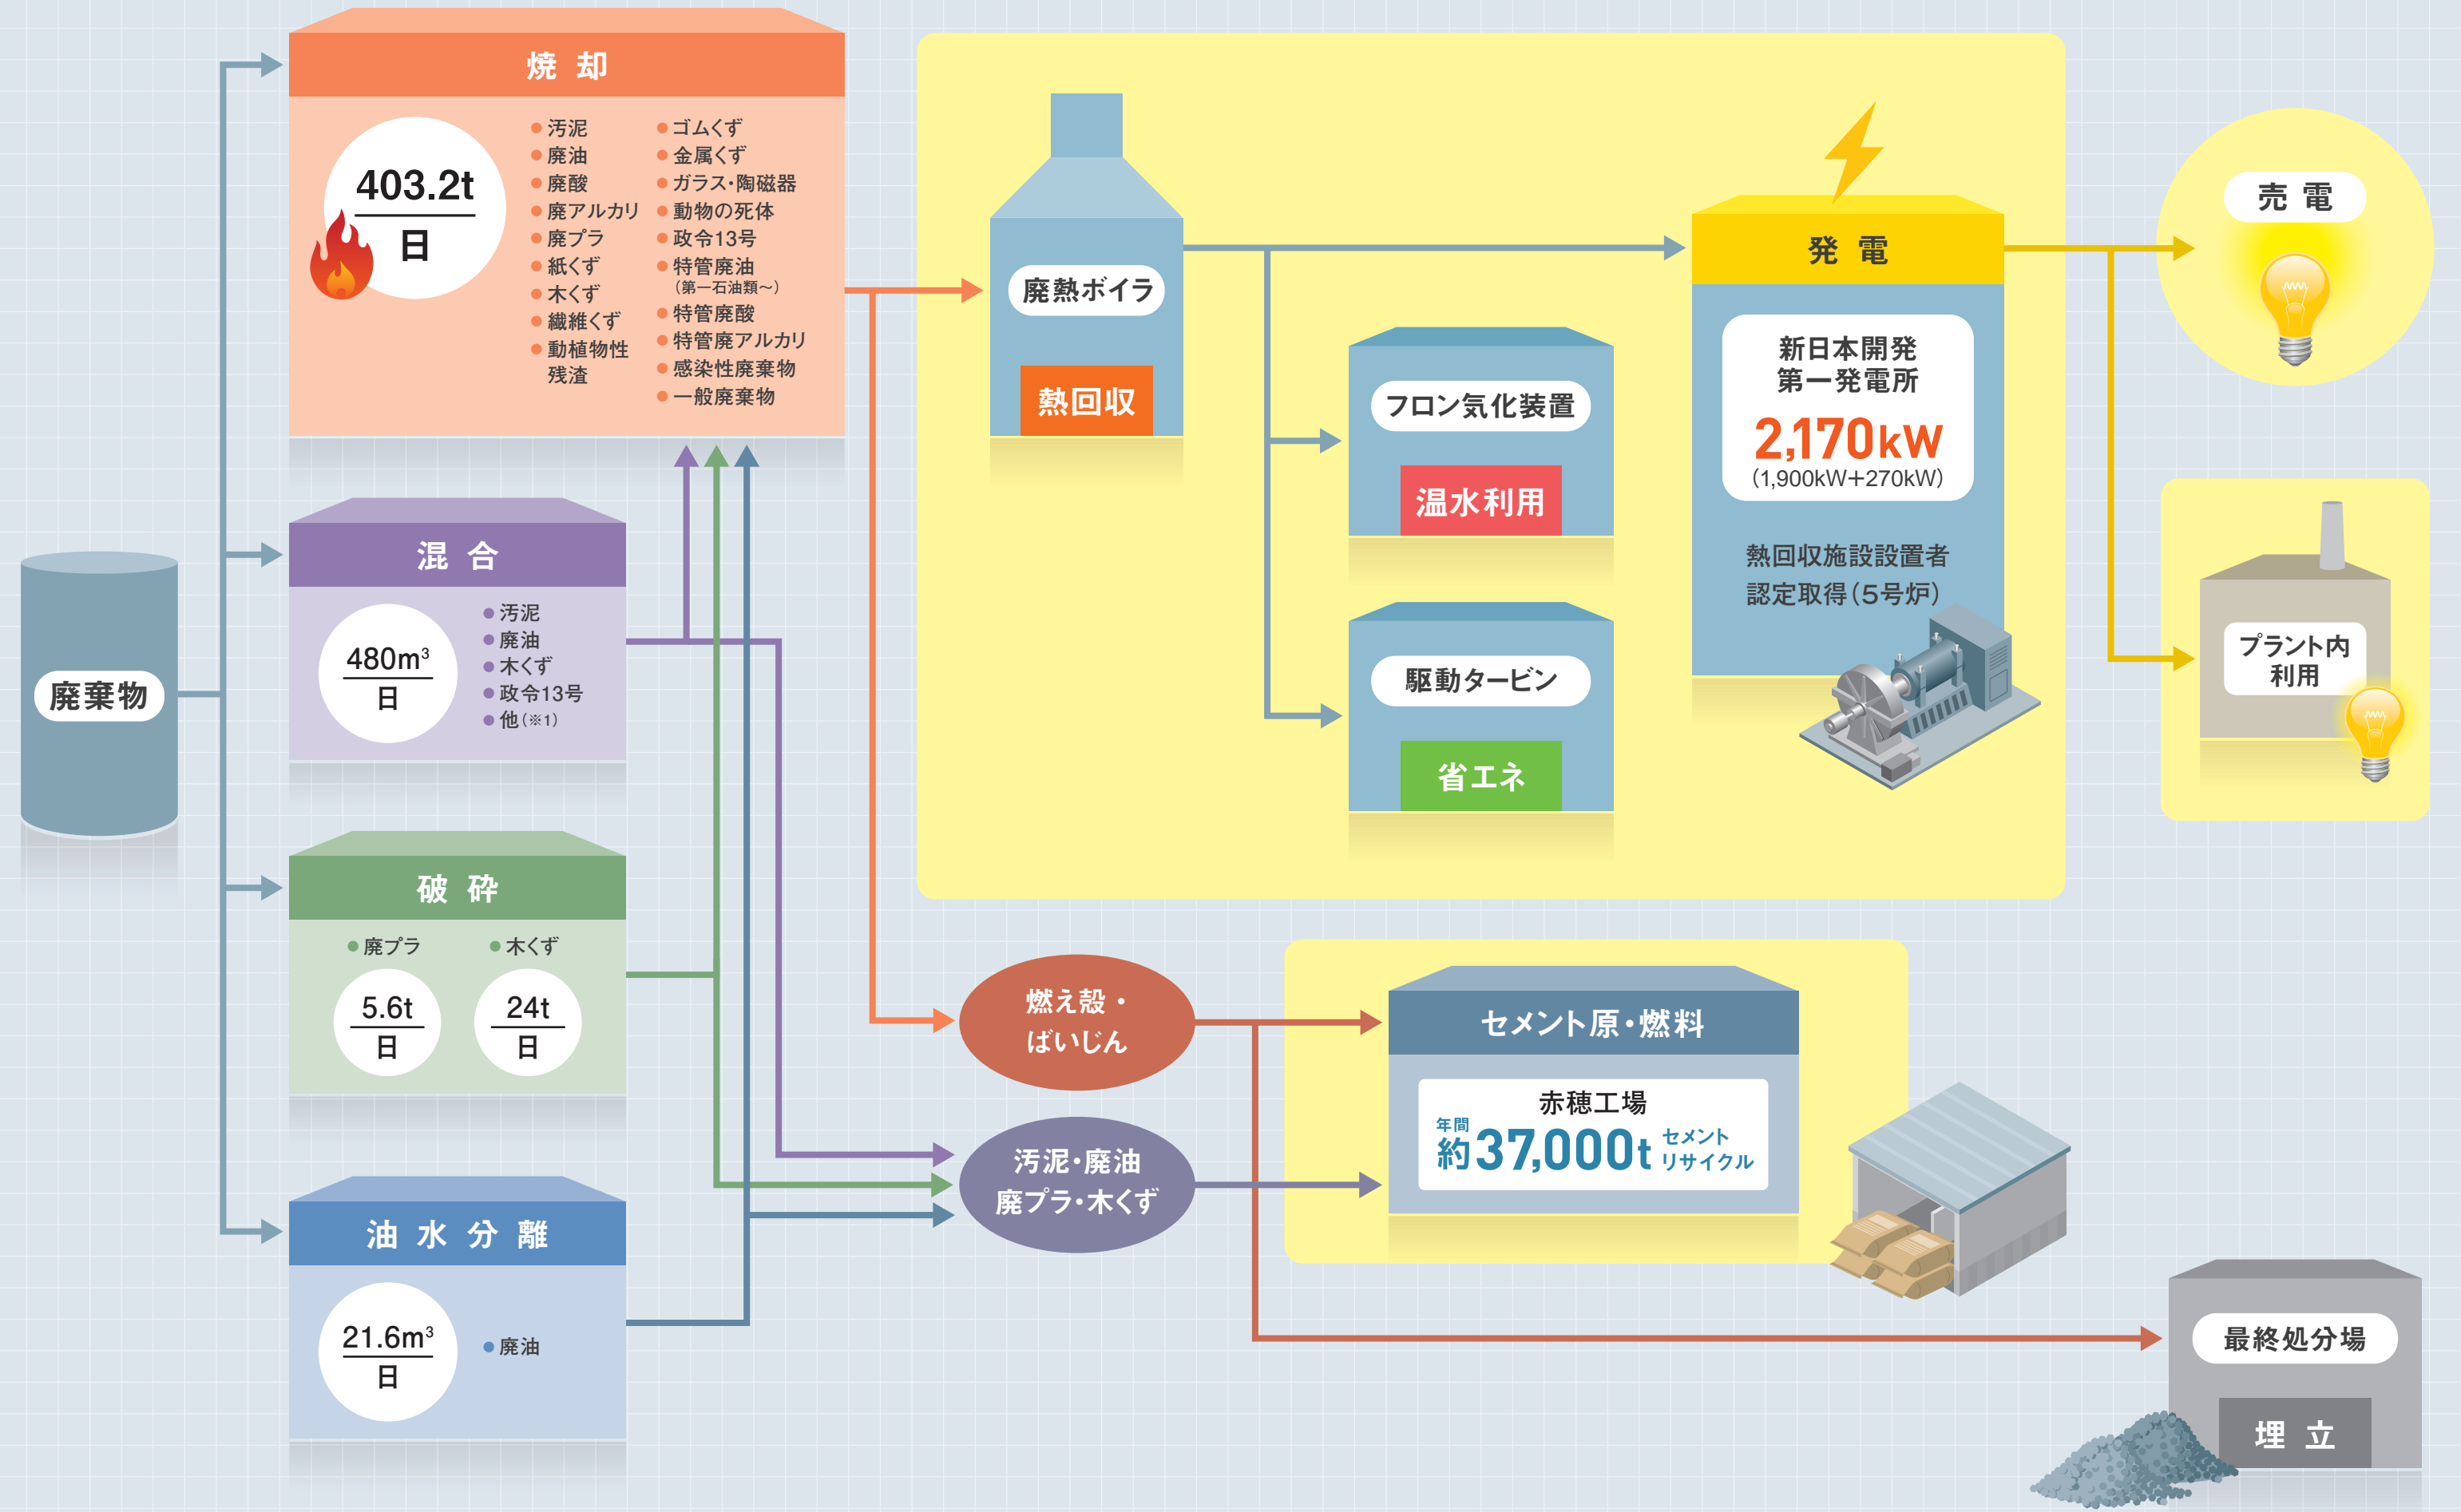 廃棄物
焼却
403.2t
日
汚泥
廃油
廃酸
廃アルカリ
廃プラ
紙くず
木くず
繊維くず
動植物性
残渣
ゴムくず
金属くず
ガラス・陶磁器
動物の死体
政令13号
特管廃油
（第一石油類〜）
特管廃酸
特管廃アルカリ
感染性廃棄物
一般廃棄物
混合
480m³
日
汚泥
廃油
木くず
政令13号
他（※1）
破砕
廃プラ
5.6t
日
木くず
24t
日
油水分離
21.6m³
日
廃油
廃熱ボイラ
熱回収
フロン気化装置
温水利用
駆動タービン
省エネ
発電
新日本開発
第一発電所
2,170kW
（1,900kW＋270kW）
熱回収施設設置者
認定取得（5号炉）
売電
プラント内
利用
燃え殻・
ばいじん
汚泥・廃油
廃プラ・木くず
セメント原・燃料
赤穂工場
年間
約37,000t
セメント
リサイクル
最終処分場
埋立